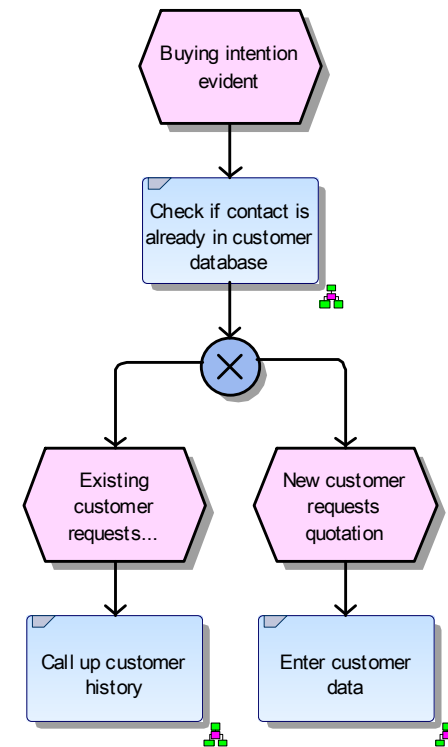 Buying intention
evident
Check if contact is
already in customer
database
Existing
customer
requests...
New customer
requests
quotation
Call up customer
history
Enter customer
data